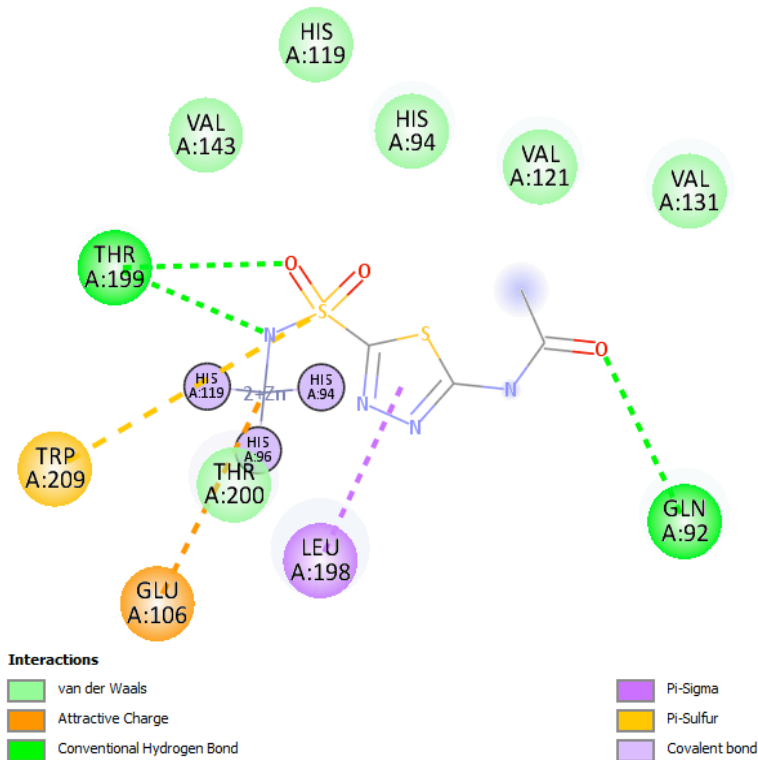 HIS
A:119
VAL
A:143
HIS
A:94
VAL
A:121
VAL
A:131
THR
A:199
O
O
S
N
S
O
N
N
N
HIS
A:119
2+Zn
HIS
A:94
HIS
A:96
TRP
A:209
THR
A:200
LEU
A:198
GLN
A:92
GLU
A:106
Interactions
van der Waals
Attractive Charge
Conventional Hydrogen Bond
Pi-Sigma
Pi-Sulfur
Covalent bond